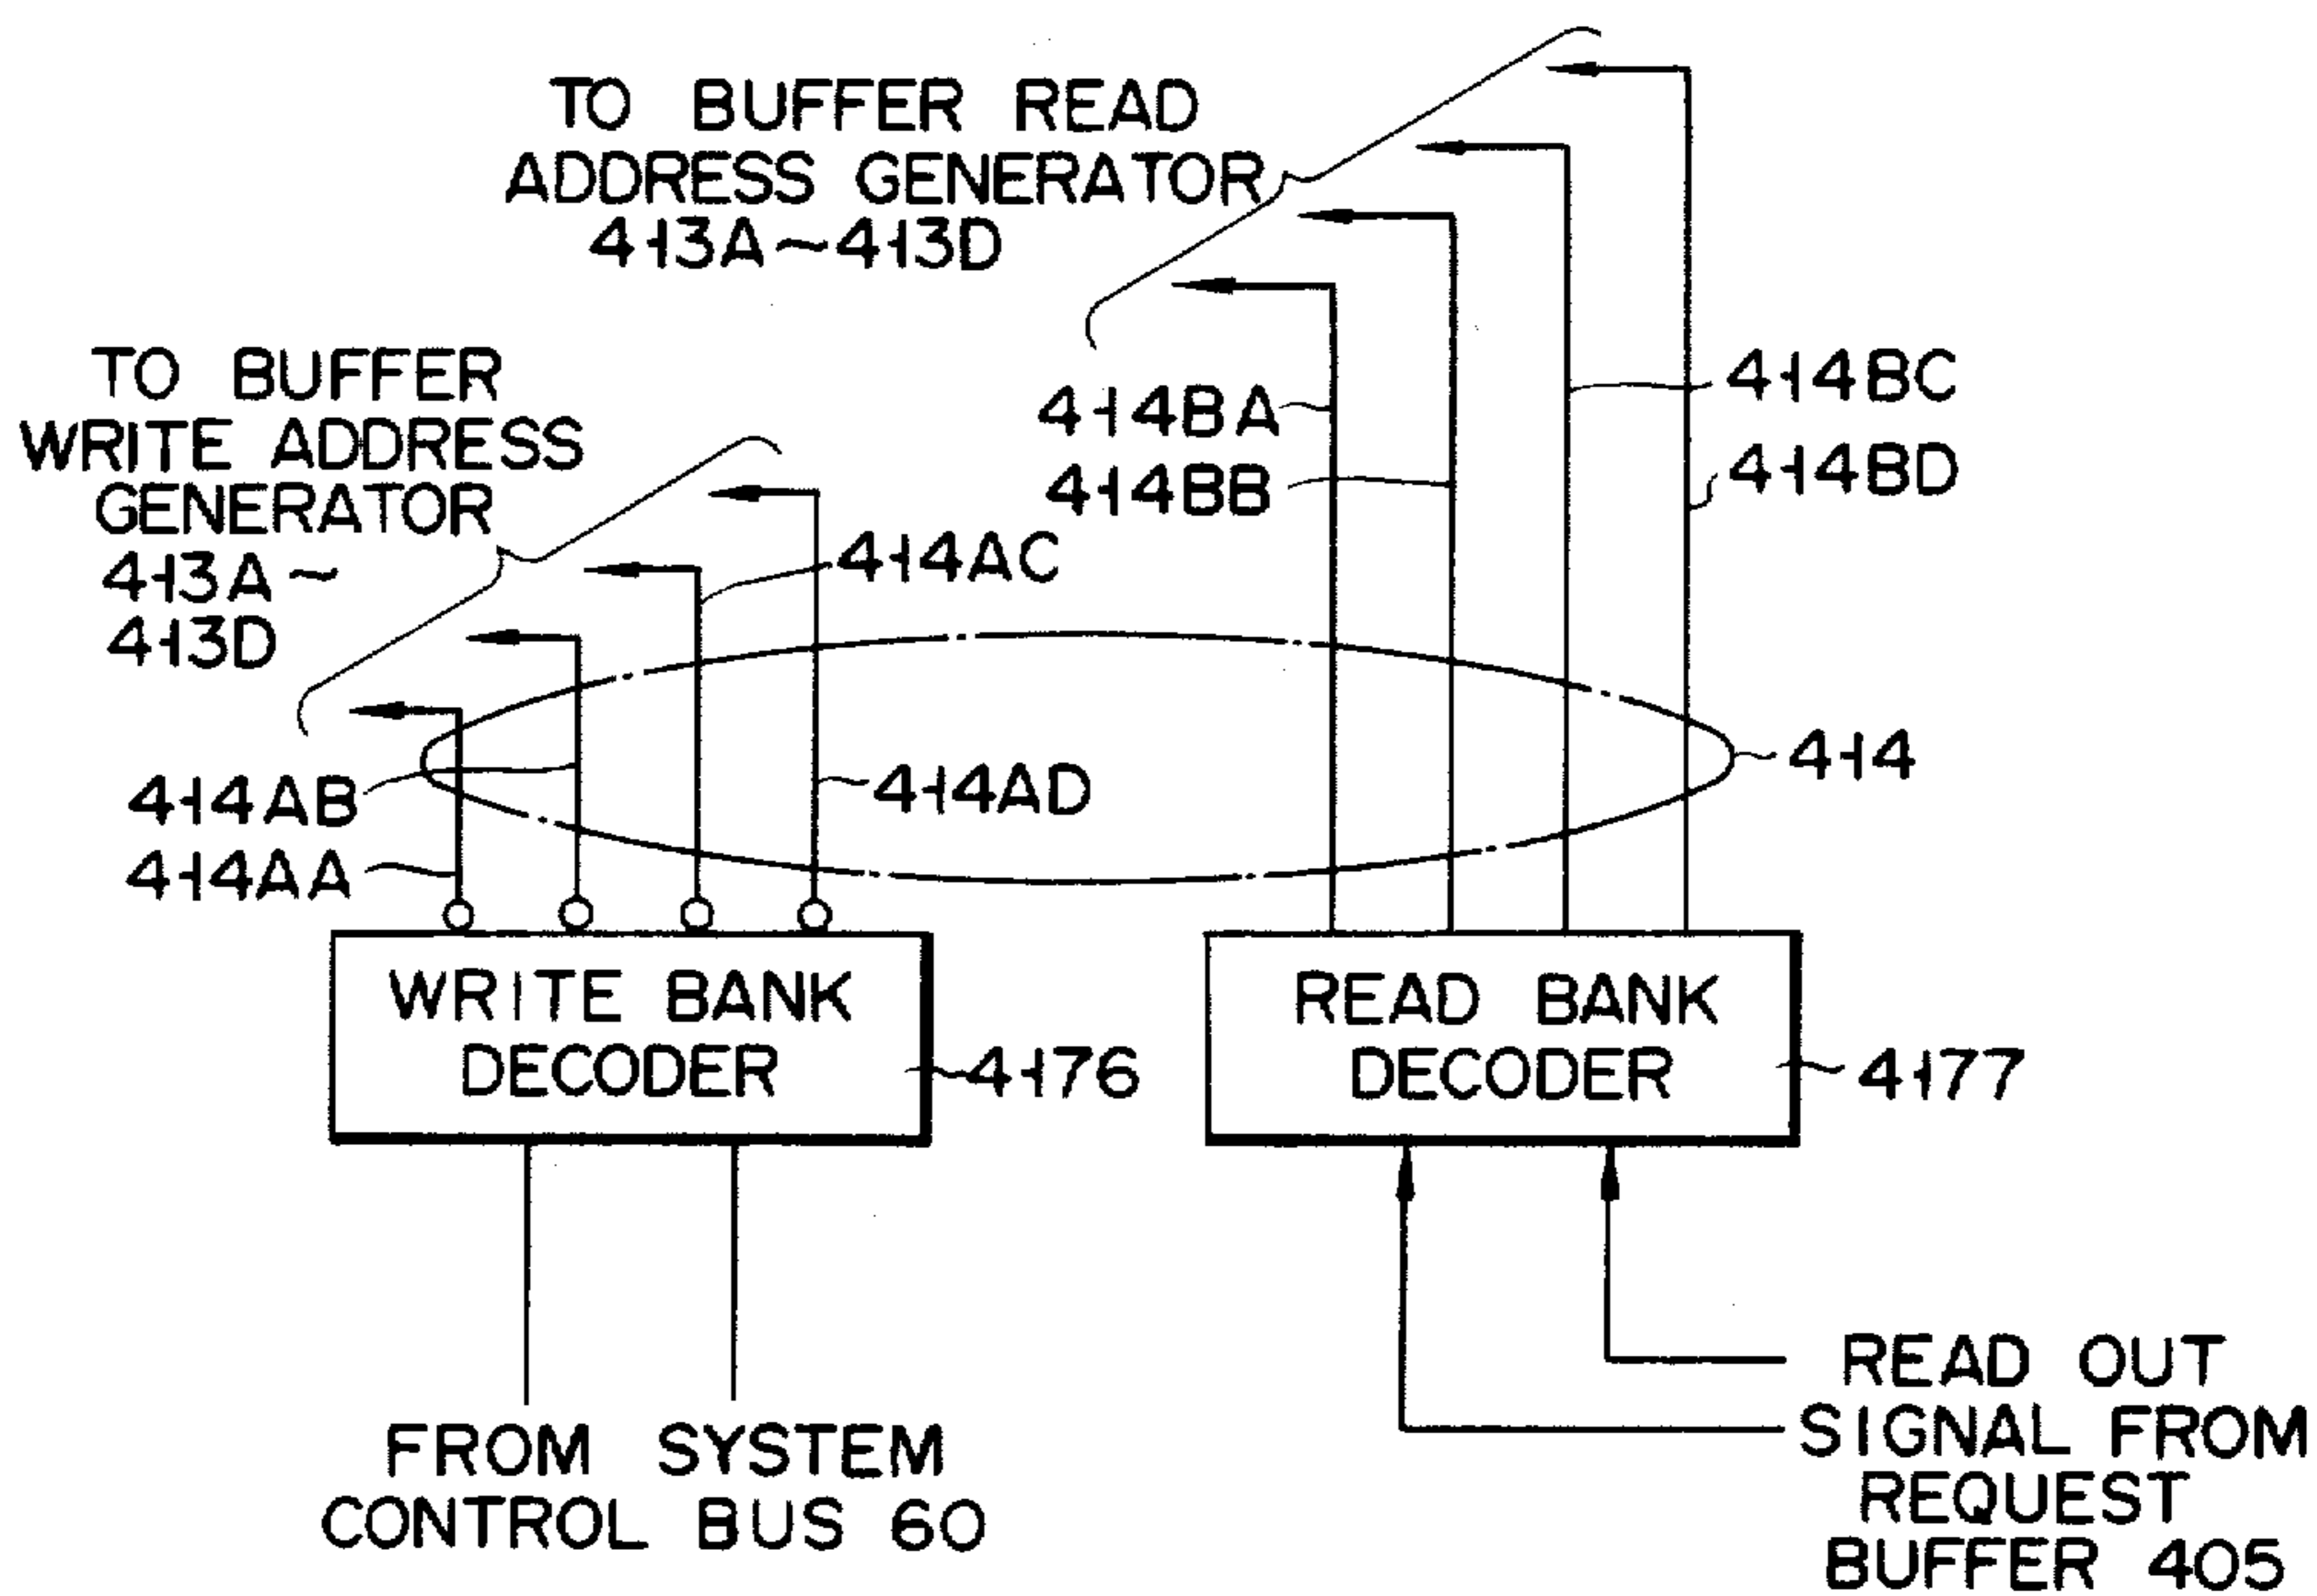 TO BUFFER READ
ADDRESS GENERATOR
413A~413D
TO BUFFER
WRITE ADDRESS
GENERATOR
413A~
413D
414BA
414BB
414BC
414BD
414AC
414AB
414AD
414
414AA
WRITE BANK
DECODER
4176
READ BANK
DECODER
4177
FROM SYSTEM
CONTROL BUS 60
READ OUT
SIGNAL FROM
REQUEST
BUFFER 405